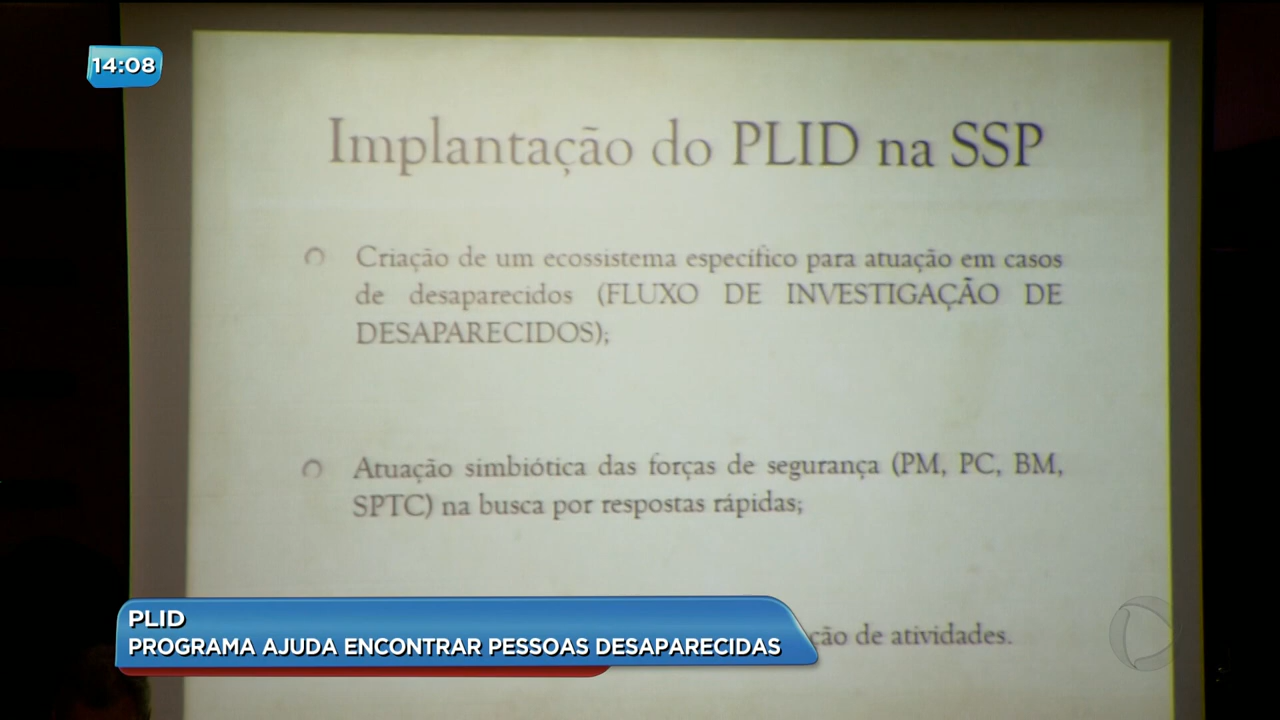 14:08
Implantação do PLID na SSP
Criação de um ecossistema específico para atuação em casos
de desaparecidos (FLUXO DE INVESTIGAÇÃO DE
DESAPARECIDOS);
Atuação simbiótica das forças de segurança (PM, PC, BM,
SPTC) na busca por respostas rápidas;
de atividades.
PLID
PROGRAMA AJUDA ENCONTRAR PESSOAS DESAPARECIDAS